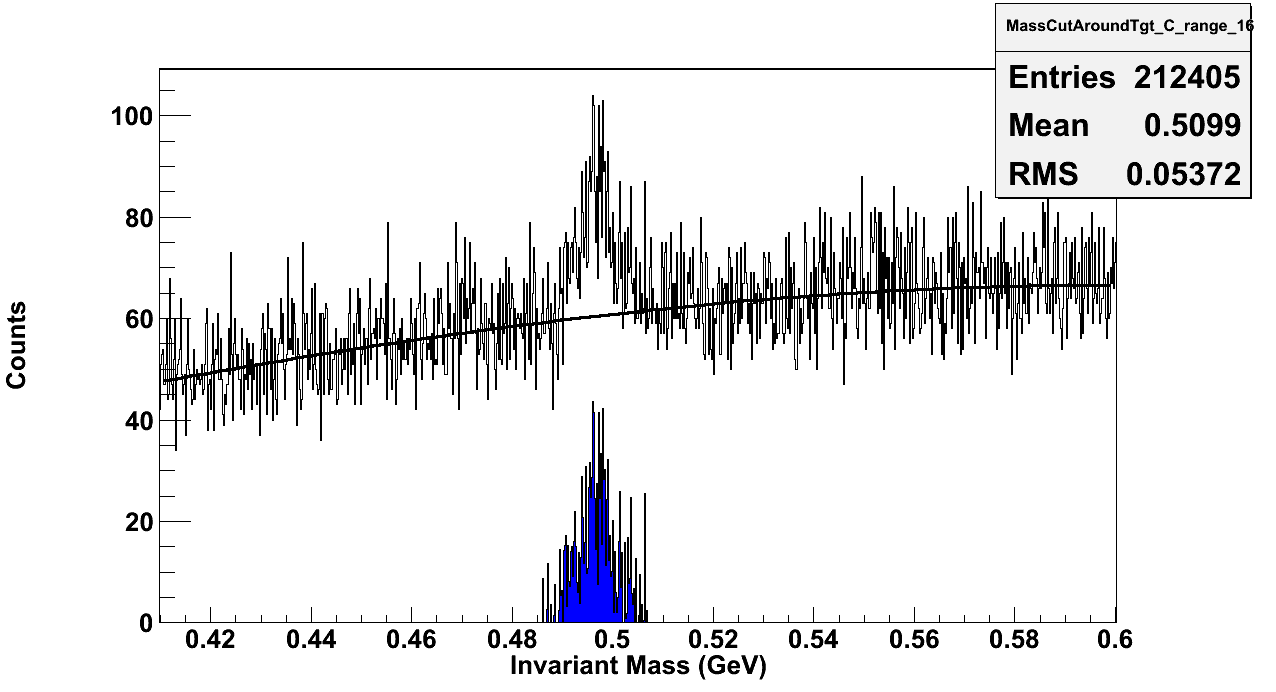 MassCutAroundTgt_C_range_16
Entries 212405
Mean 0.5099
RMS 0.05372
100
80
60
40
20
0
0.42 0.44 0.46 0.48 0.5 0.52 0.54 0.56 0.58 0.6
Invariant Mass (GeV)
Counts